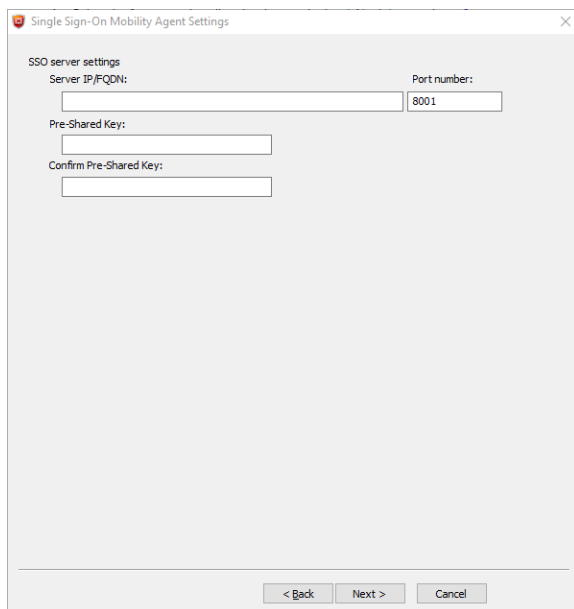 Single Sign-On Mobility Agent Settings
SSO server settings
Server IP/FQDN: Port number:
8001
Pre-Shared Key:
Confirm Pre-Shared Key:
< Back Next > Cancel